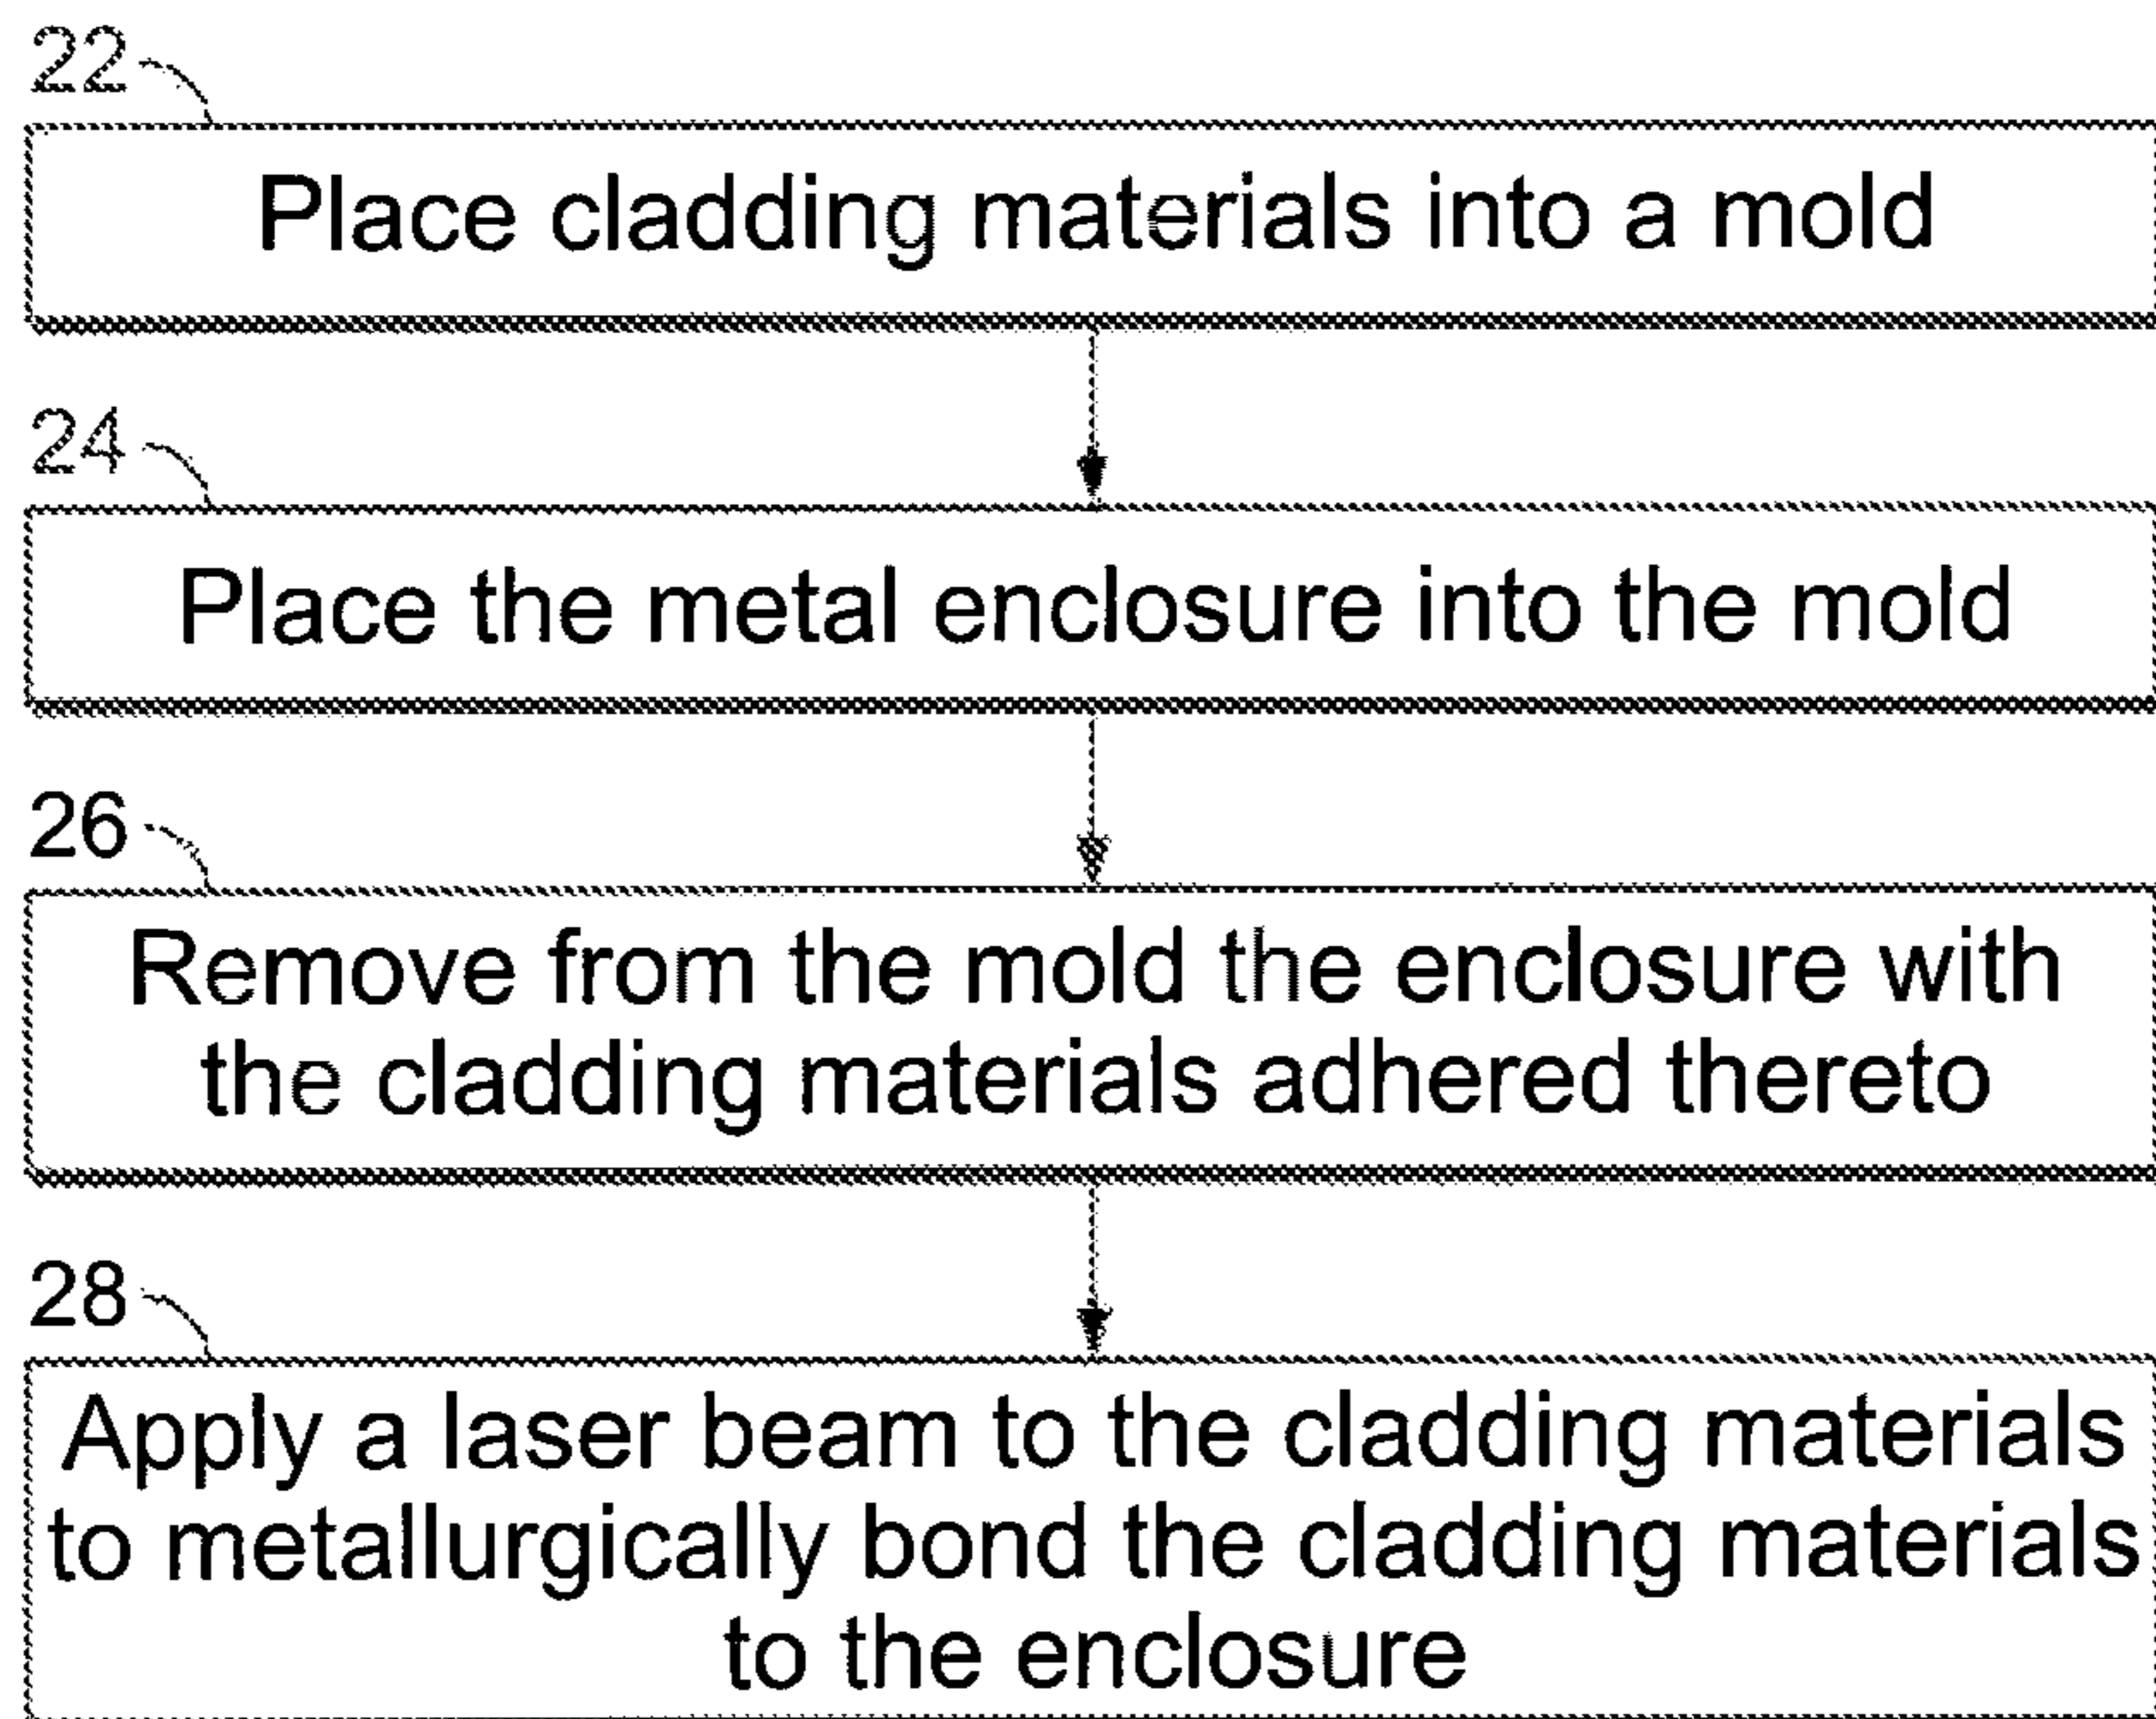 22
Place cladding materials into a mold
24
Place the metal enclosure into the mold
26
Remove from the mold the enclosure with
the cladding materials adhered thereto
28
Apply a laser beam to the cladding materials
to metallurgically bond the cladding materials
to the enclosure